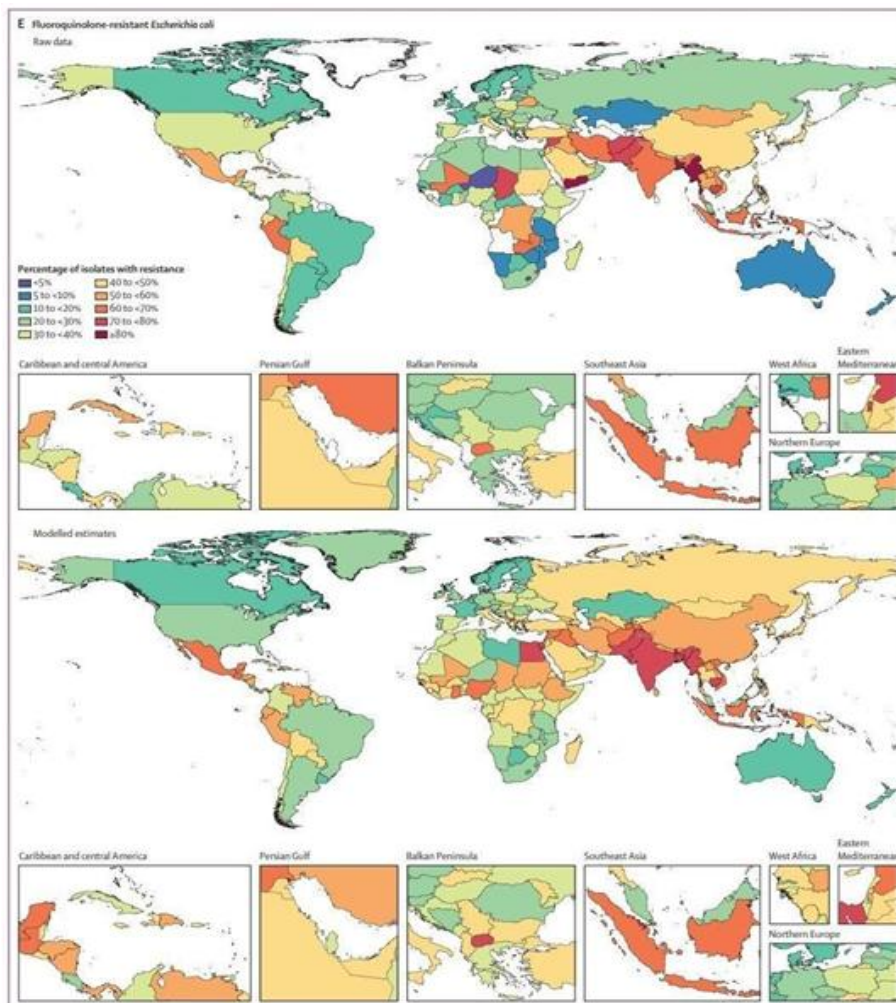 E Fluoroquinolone-resistant Escherichia coli
Raw data
Percentage of isolates with resistance
<5%
5 to <10%
10 to <20%
20 to <30%
30 to <40%
40 to <50%
50 to <60%
60 to <70%
70 to <80%
≥80%
Caribbean and central America
Persian Gulf
Balkan Peninsula
Southeast Asia
West Africa
Eastern
Mediterranean
Northern Europe
Modelled estimates
Caribbean and central America
Persian Gulf
Balkan Peninsula
Southeast Asia
West Africa
Eastern
Mediterranean
Northern Europe